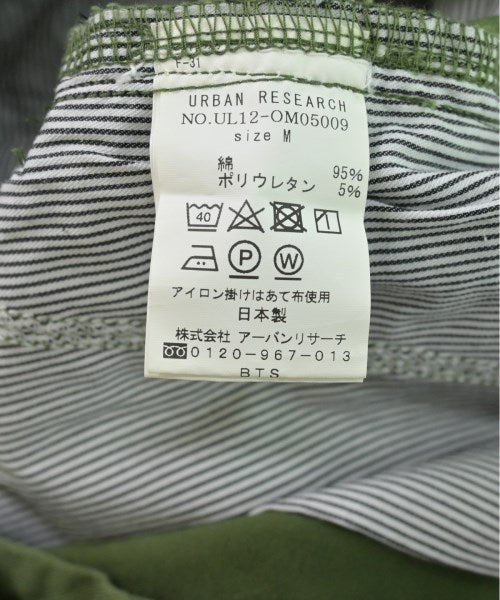 F-31
URBAN RESEARCH
NO.UL12-OM05009
size M
綿 95%
ポリウレタン 5%
40
P W
アイロン掛けはあて布使用
日本製
株式会社 アーバンリサーチ
0120-967-013
BTS